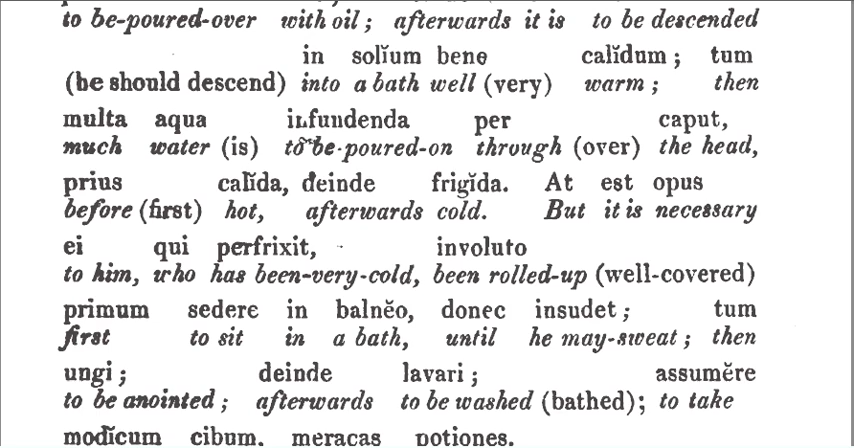 to be-poured-over with oil; afterwards it is to be descended
in solĭum bene calĭdum; tum
(he should descend) into a bath well (very) warm; then
multa aqua infundenda per caput,
much water (is) to be-poured-on through (over) the head,
prius calĭda, deinde frigĭda. At est opus
before (first) hot, afterwards cold. But it is necessary
ei qui perfrixit, involuto
to him, who has been-very-cold, been rolled-up (well-covered)
primum sedere in balnĕo, donec insudet; tum
first to sit in a bath, until he may-sweat; then
ungi; deinde lavari; assumĕre
to be anointed; afterwards to be washed (bathed); to take
modĭcum cibum, meracas potiones.